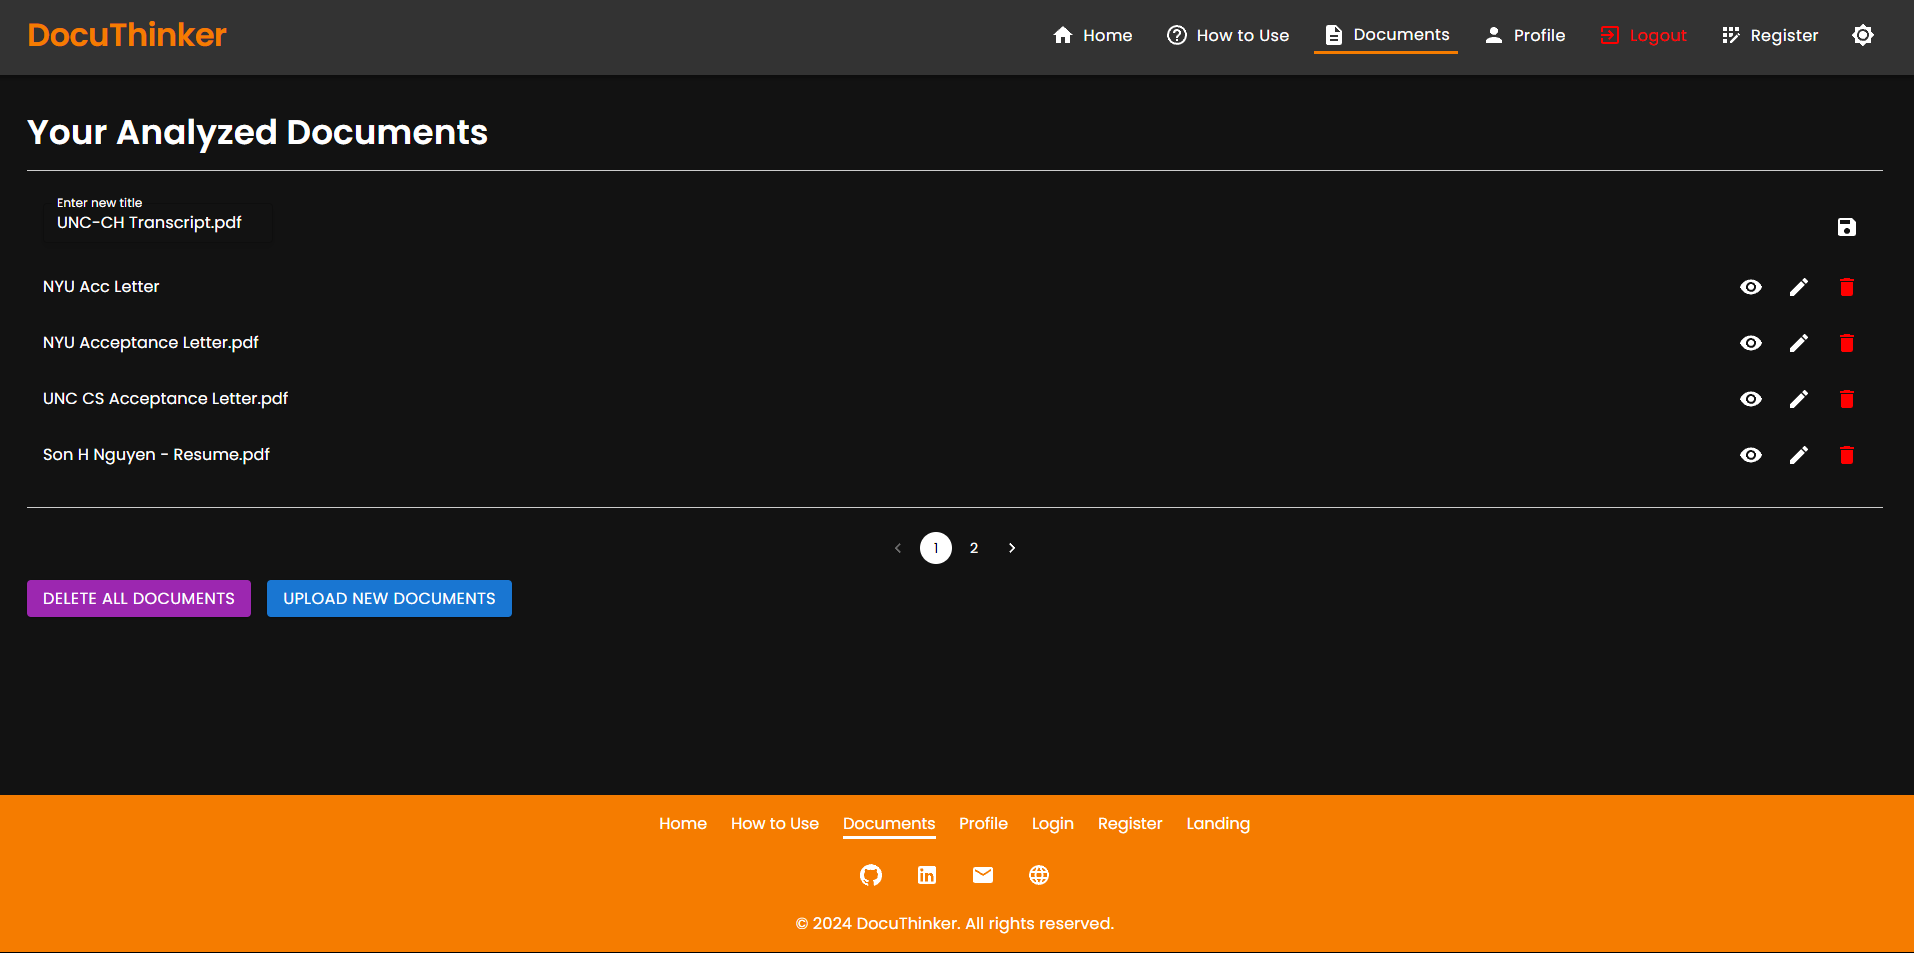 DocuThinker
Home How to Use Documents Profile Logout Register
Your Analyzed Documents
Enter new title
UNC-CH Transcript.pdf
NYU Acc Letter
NYU Acceptance Letter.pdf
UNC CS Acceptance Letter.pdf
Son H Nguyen - Resume.pdf
1 2
DELETE ALL DOCUMENTS UPLOAD NEW DOCUMENTS
Home How to Use Documents Profile Login Register Landing
© 2024 DocuThinker. All rights reserved.